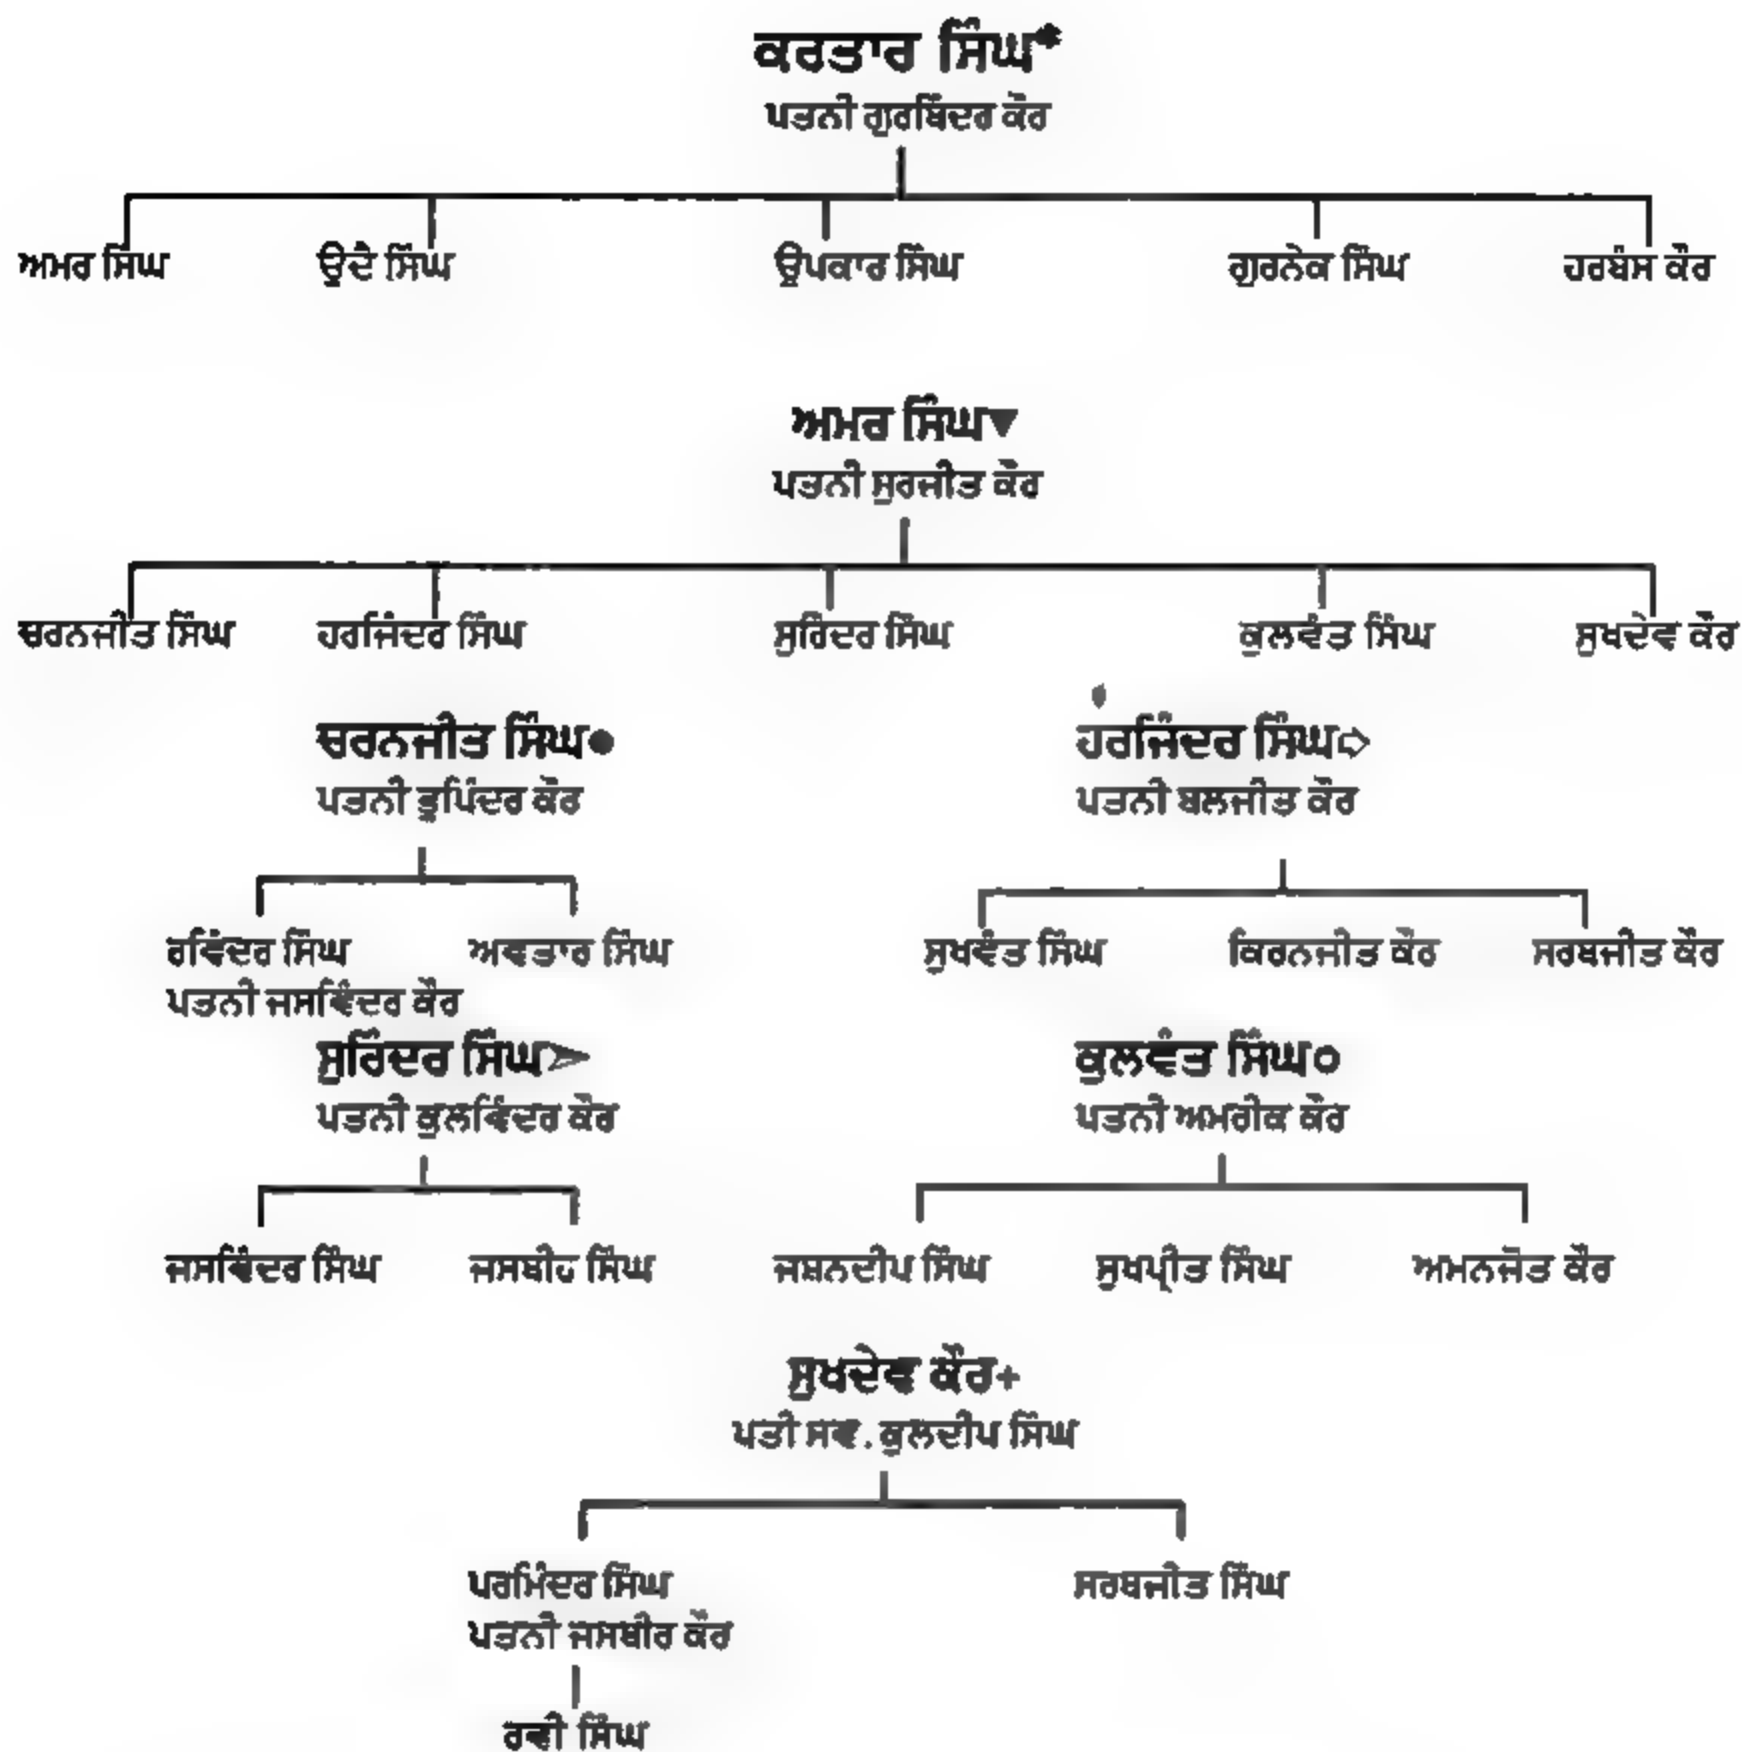 ਕਰਤਾਰ ਸਿੰਘ*
ਪਤਨੀ ਗੁਰਬਿੰਦਰ ਕੌਰ
ਅਮਰ ਸਿੰਘ ਉਦੈ ਸਿੰਘ ਉਪਕਾਰ ਸਿੰਘ ਗੁਰਨੇਕ ਸਿੰਘ ਹਰਬੰਸ ਕੌਰ
ਅਮਰ ਸਿੰਘ▼
ਪਤਨੀ ਸੁਰਜੀਤ ਕੌਰ
ਚਰਨਜੀਤ ਸਿੰਘ ਹਰਜਿੰਦਰ ਸਿੰਘ ਸੁਰਿੰਦਰ ਸਿੰਘ ਕੁਲਵੰਤ ਸਿੰਘ ਸੁਖਦੇਵ ਕੌਰ
ਚਰਨਜੀਤ ਸਿੰਘ● ਹਰਜਿੰਦਰ ਸਿੰਘ➪
ਪਤਨੀ ਭੁਪਿੰਦਰ ਕੌਰ ਪਤਨੀ ਬਲਜੀਤ ਕੌਰ
ਰਵਿੰਦਰ ਸਿੰਘ ਅਵਤਾਰ ਸਿੰਘ ਸੁਖਵੰਤ ਸਿੰਘ ਕਿਰਨਜੀਤ ਕੌਰ ਸਰਬਜੀਤ ਕੌਰ
ਪਤਨੀ ਜਸਵਿੰਦਰ ਕੌਰ
ਸੁਰਿੰਦਰ ਸਿੰਘ➢ ਕੁਲਵੰਤ ਸਿੰਘ○
ਪਤਨੀ ਕੁਲਵਿੰਦਰ ਕੌਰ ਪਤਨੀ ਅਮਰੀਕ ਕੌਰ
ਜਸਵਿੰਦਰ ਸਿੰਘ ਜਸਬੀਹ ਸਿੰਘ ਜਸ਼ਨਦੀਪ ਸਿੰਘ ਸੁਖਪ੍ਰੀਤ ਸਿੰਘ ਅਮਨਜੋਤ ਕੌਰ
ਸੁਖਦੇਵ ਕੌਰ+
ਪਤੀ ਸਵ. ਕੁਲਦੀਪ ਸਿੰਘ
ਪਰਮਿੰਦਰ ਸਿੰਘ ਸਰਬਜੀਤ ਸਿੰਘ
ਪਤਨੀ ਜਸਬੀਰ ਕੌਰ
ਰਵੀ ਸਿੰਘ